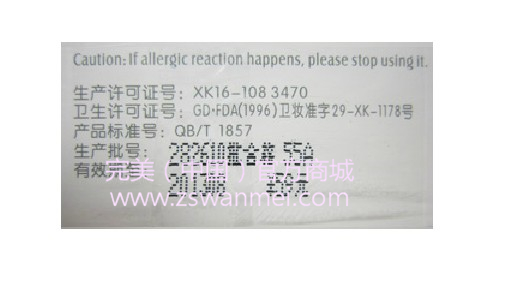 Caution: If allergic reaction happens, please stop using it.
生产许可证号： XK16-108 3470
卫生许可证号： GD·FDA(1996)卫妆准字29-XK-1178号
产品标准号： QB/T 1857
生产批号：
有效
完美（中国）官方商城
www.zswanmei.com